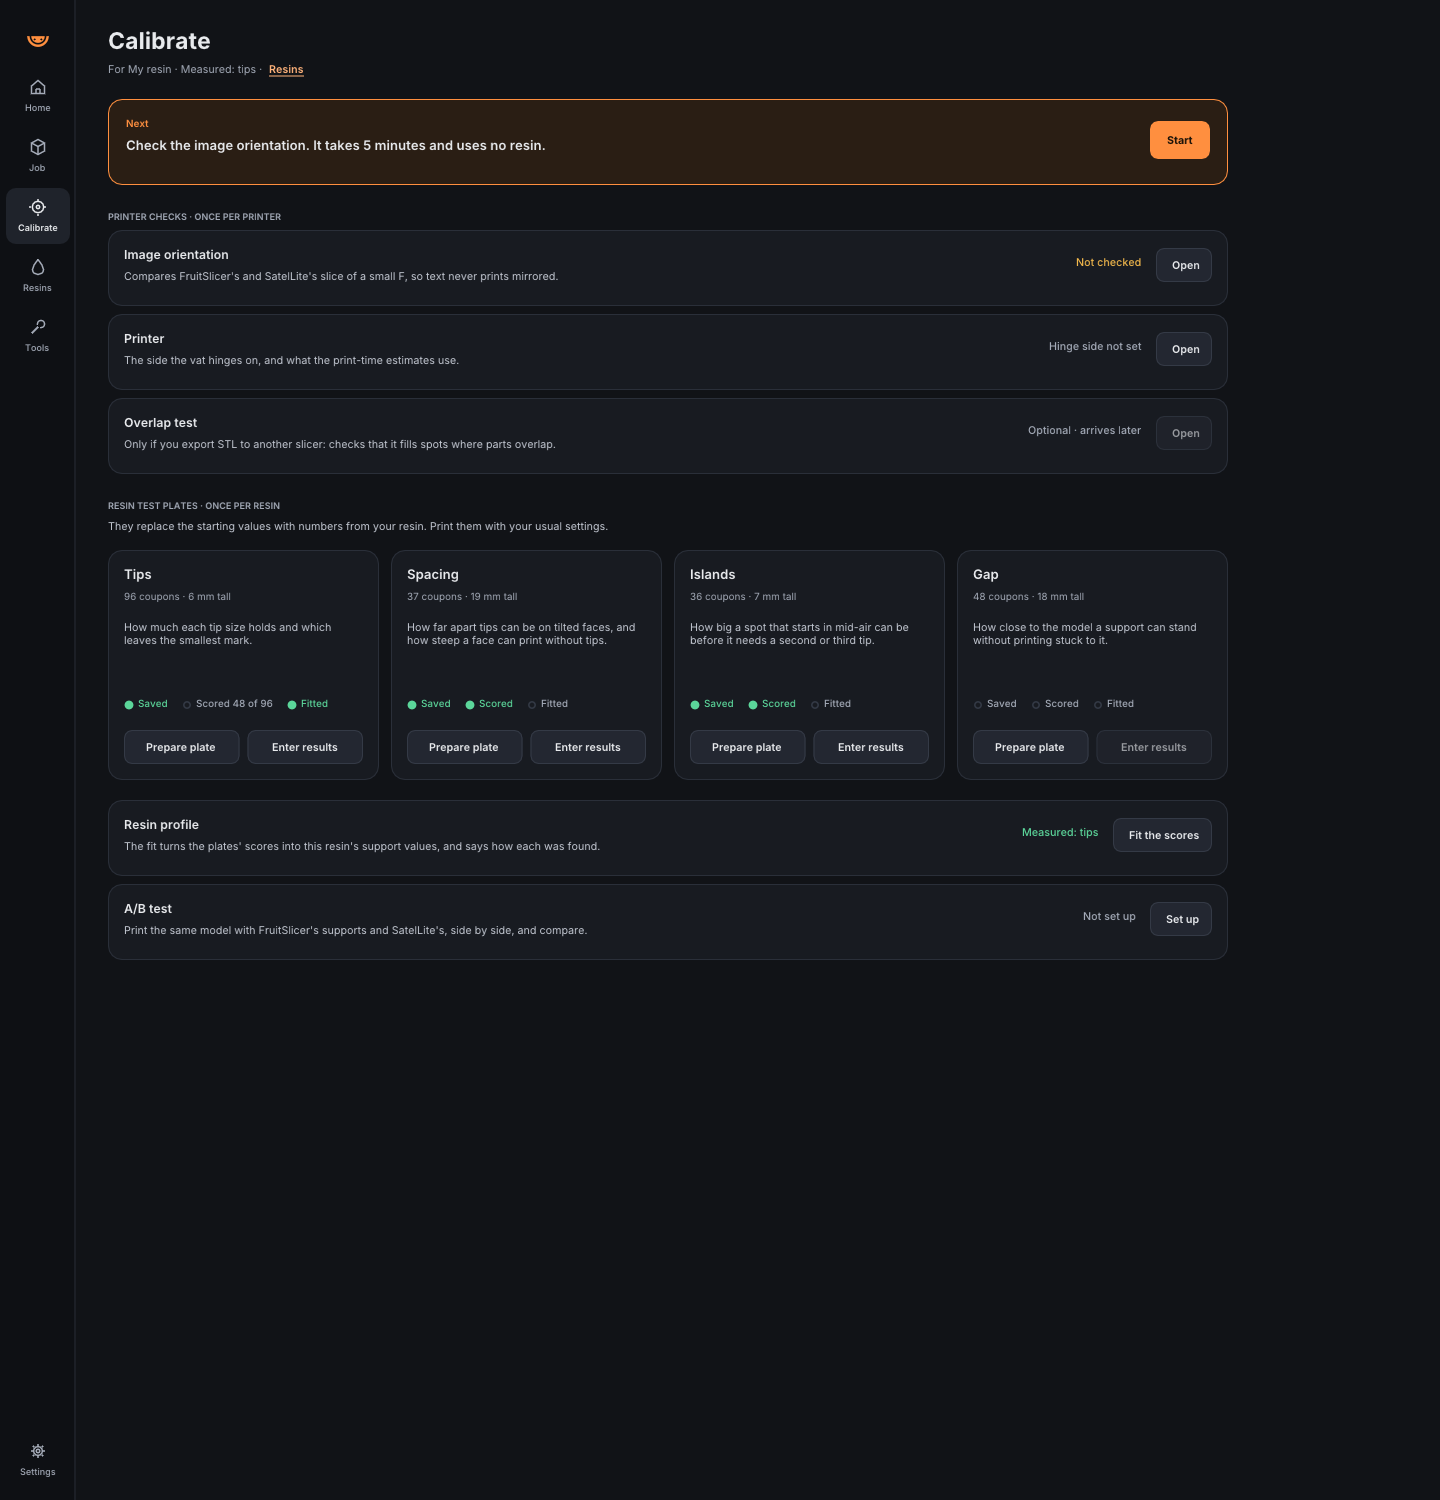 Calibrate
For My resin · Measured: tips · Resins
Next
Check the image orientation. It takes 5 minutes and uses no resin.
Start
Home
Job
Calibrate
Resins
Tools
PRINTER CHECKS · ONCE PER PRINTER
Image orientation
Compares FruitSlicer's and SatelLite's slice of a small F, so text never prints mirrored.
Not checked
Open
Printer
The side the vat hinges on, and what the print-time estimates use.
Hinge side not set
Open
Overlap test
Only if you export STL to another slicer: checks that it fills spots where parts overlap.
Optional · arrives later
Open
RESIN TEST PLATES · ONCE PER RESIN
They replace the starting values with numbers from your resin. Print them with your usual settings.
Tips
96 coupons · 6 mm tall
How much each tip size holds and which
leaves the smallest mark.
Saved
Scored 48 of 96
Fitted
Prepare plate
Enter results
Spacing
37 coupons · 19 mm tall
How far apart tips can be on tilted faces, and
how steep a face can print without tips.
Saved
Scored
Fitted
Prepare plate
Enter results
Islands
36 coupons · 7 mm tall
How big a spot that starts in mid-air can be
before it needs a second or third tip.
Saved
Scored
Fitted
Prepare plate
Enter results
Gap
48 coupons · 18 mm tall
How close to the model a support can stand
without printing stuck to it.
Saved
Scored
Fitted
Prepare plate
Enter results
Resin profile
The fit turns the plates' scores into this resin's support values, and says how each was found.
Measured: tips
Fit the scores
A/B test
Print the same model with FruitSlicer's supports and SatelLite's, side by side, and compare.
Not set up
Set up
Settings